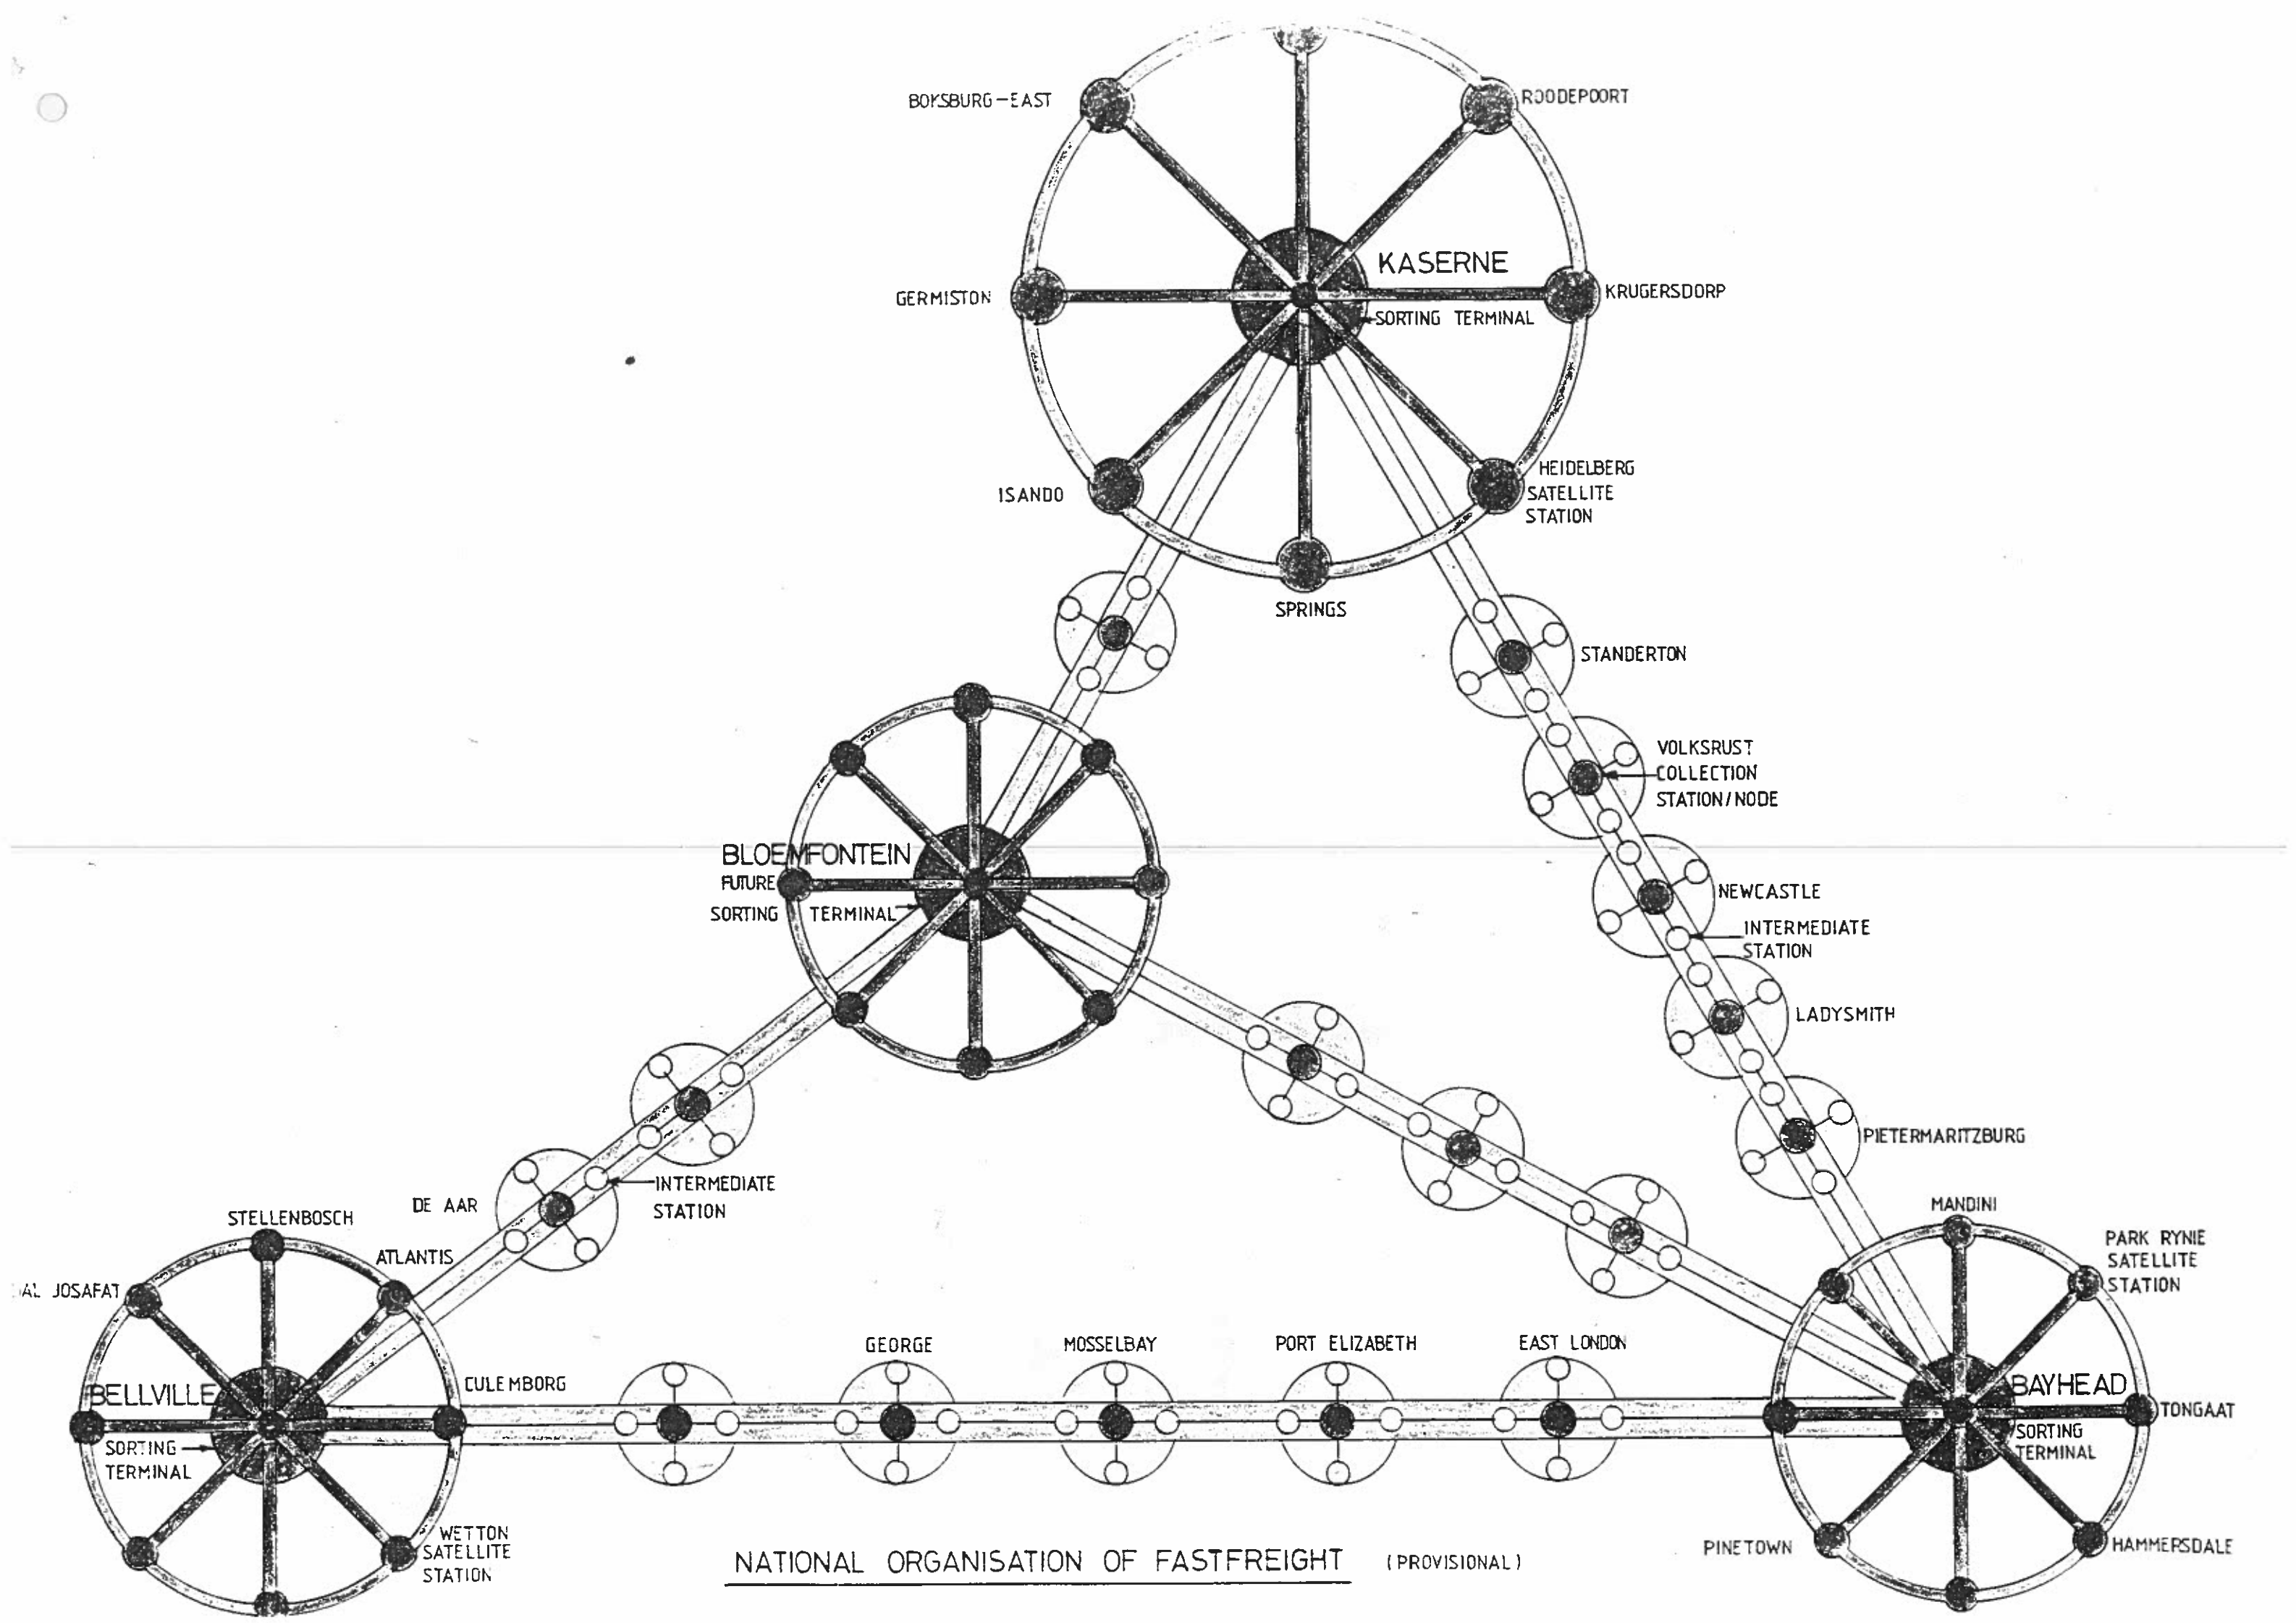 BOKSBURG-EAST
ROODEPOORT
KASERNE
GERMISTON
KRUGERSDORP
SORTING TERMINAL
ISANDO
HEIDELBERG
SATELLITE
STATION
SPRINGS
STANDERTON
VOLKSRUST
COLLECTION
STATION/NODE
BLOEMFONTEIN
FUTURE
SORTING TERMINAL
NEWCASTLE
INTERMEDIATE
STATION
LADYSMITH
PIETERMARITZBURG
INTERMEDIATE
STATION
DE AAR
STELLENBOSCH
ATLANTIS
AL JOSAFAT
MANDINI
PARK RYNIE
SATELLITE
STATION
GEORGE
MOSSELBAY
PORT ELIZABETH
EAST LONDON
BELLVILLE
CULEMBORG
SORTING
TERMINAL
BAYHEAD
TONGAAT
SORTING
TERMINAL
WETTON
SATELLITE
STATION
PINETOWN
HAMMERSDALE
NATIONAL ORGANISATION OF FASTFREIGHT (PROVISIONAL)